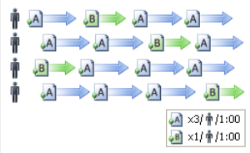 A B A A
A A B A
B A A A
A A A B
A x3/ /1:00
B x1/ /1:00